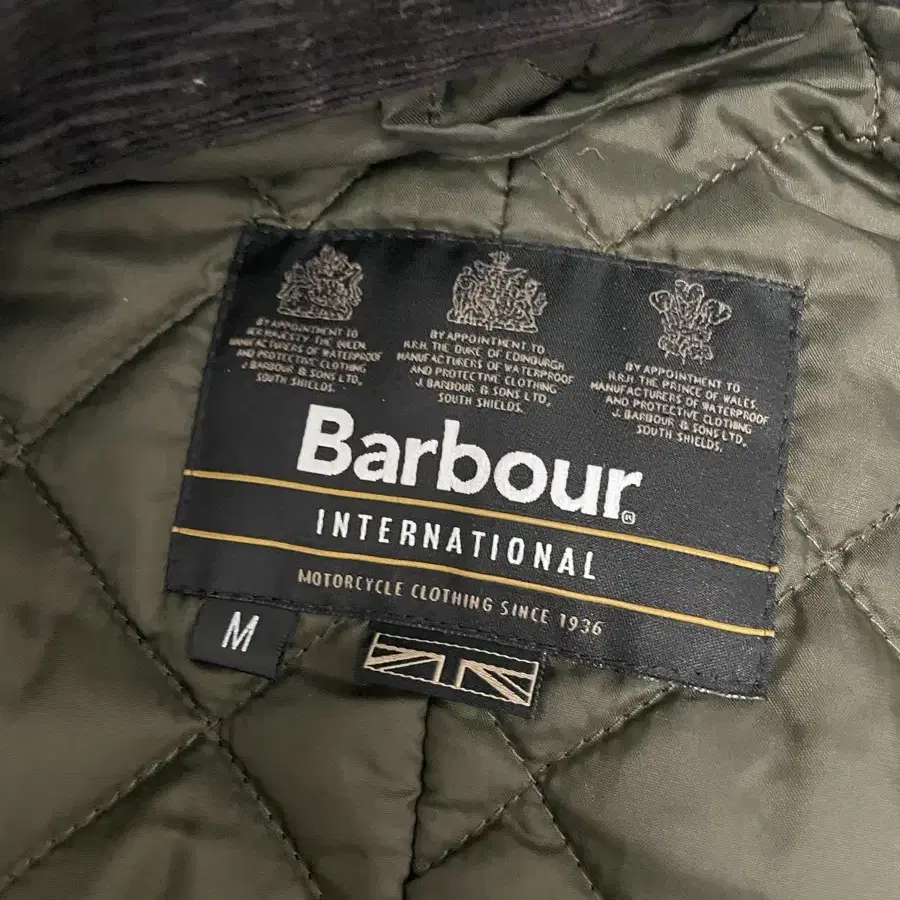 BY APPOINTMENT TO
HER MAJESTY THE QUEEN
MANUFACTURERS OF WATERPROOF
AND PROTECTIVE CLOTHING
J. BARBOUR & SONS LTD,
SOUTH SHIELDS.
BY APPOINTMENT TO
H.R.H. THE DUKE OF EDINBURGH
MANUFACTURERS OF WATERPROOF
AND PROTECTIVE CLOTHING
J. BARBOUR & SONS LTD,
SOUTH SHIELDS.
BY APPOINTMENT TO
H.R.H. THE PRINCE OF WALES
MANUFACTURERS OF WATERPROOF
AND PROTECTIVE CLOTHING
J. BARBOUR & SONS LTD,
SOUTH SHIELDS.
Barbour®
INTERNATIONAL
MOTORCYCLE CLOTHING SINCE 1936
M